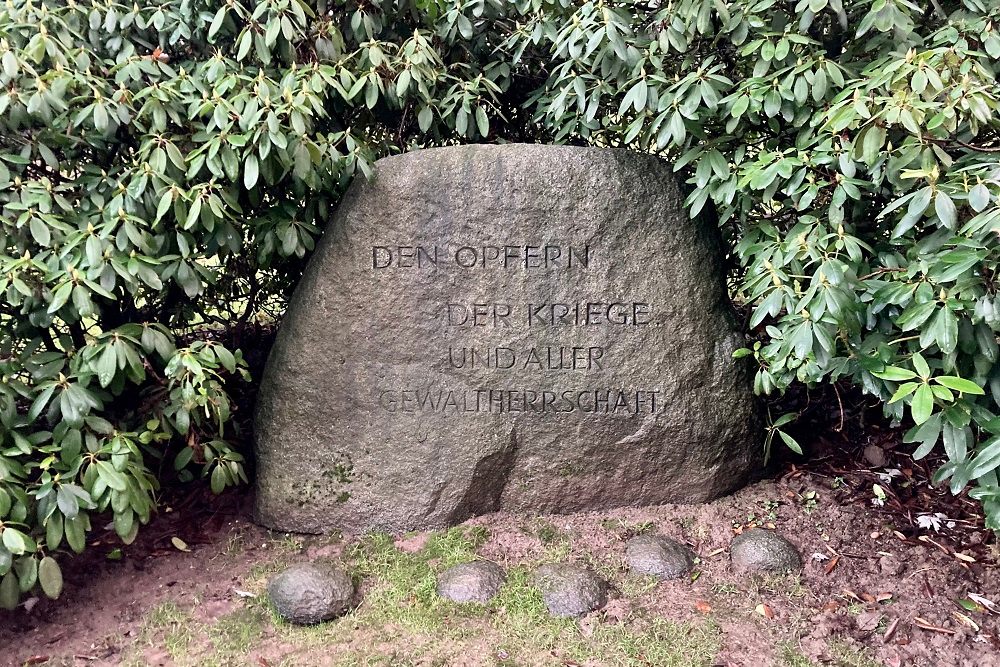 DEN OPFERN
DER KRIEGE
UND ALLER
GEWALTHERRSCHAFT